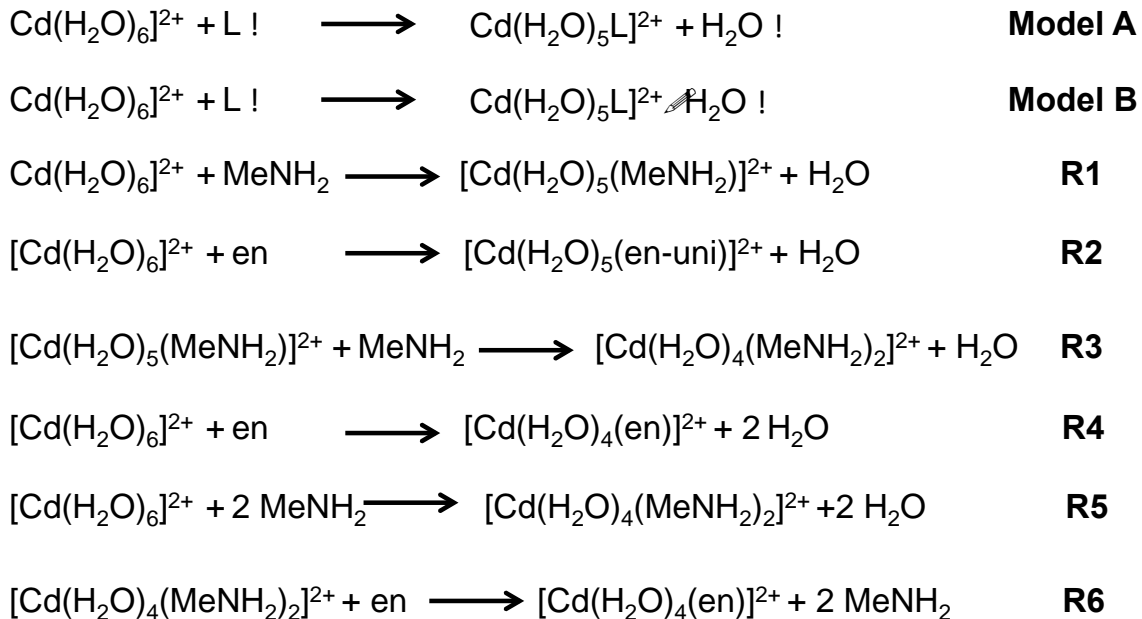 Cd(H₂O)₆]²⁺ + L ! ⟶ Cd(H₂O)₅L]²⁺ + H₂O ! Model A
Cd(H₂O)₆]²⁺ + L ! ⟶ Cd(H₂O)₅L]²⁺ H₂O ! Model B
Cd(H₂O)₆]²⁺ + MeNH₂ ⟶ [Cd(H₂O)₅(MeNH₂)]²⁺ + H₂O R1
[Cd(H₂O)₆]²⁺ + en ⟶ [Cd(H₂O)₅(en-uni)]²⁺ + H₂O R2
[Cd(H₂O)₅(MeNH₂)]²⁺ + MeNH₂ ⟶ [Cd(H₂O)₄(MeNH₂)₂]²⁺ + H₂O R3
[Cd(H₂O)₆]²⁺ + en ⟶ [Cd(H₂O)₄(en)]²⁺ + 2 H₂O R4
[Cd(H₂O)₆]²⁺ + 2 MeNH₂ ⟶ [Cd(H₂O)₄(MeNH₂)₂]²⁺ +2 H₂O R5
[Cd(H₂O)₄(MeNH₂)₂]²⁺ + en ⟶ [Cd(H₂O)₄(en)]²⁺ + 2 MeNH₂ R6